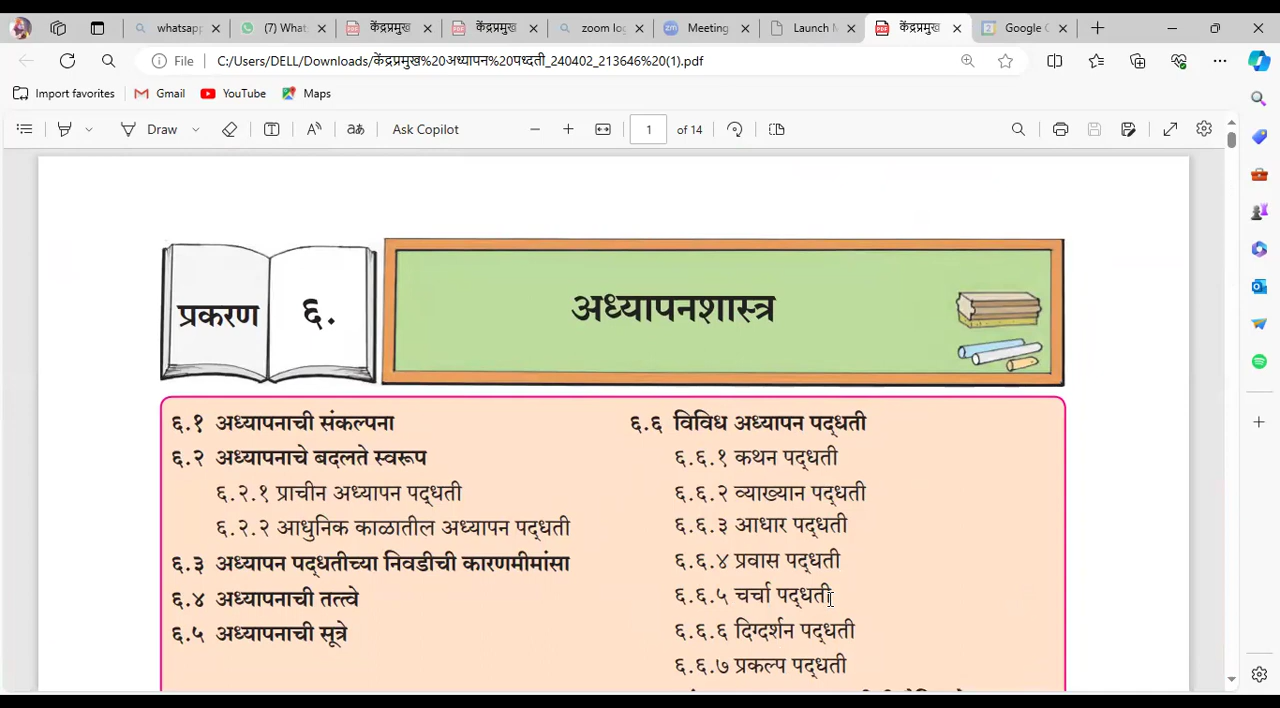 whatsapp
(7) What
केंद्रप्रमुख
केंद्रप्रमुख
zoom log
Meeting
Launch M
केंद्रप्रमुख
Google C
File
C:/Users/DELL/Downloads/केंद्रप्रमुख%20अध्यापन%20पध्दती_240402_213646%20(1).pdf
Import favorites
Gmail
YouTube
Maps
Draw
Ask Copilot
1 of 14
प्रकरण ६.
अध्यापनशास्त्र
६.१ अध्यापनाची संकल्पना
६.२ अध्यापनाचे बदलते स्वरूप
६.२.१ प्राचीन अध्यापन पद्धती
६.२.२ आधुनिक काळातील अध्यापन पद्धती
६.३ अध्यापन पद्धतीच्या निवडीची कारणमीमांसा
६.४ अध्यापनाची तत्त्वे
६.५ अध्यापनाची सूत्रे
६.६ विविध अध्यापन पद्धती
६.६.१ कथन पद्धती
६.६.२ व्याख्यान पद्धती
६.६.३ आधार पद्धती
६.६.४ प्रवास पद्धती
६.६.५ चर्चा पद्धती
६.६.६ दिग्दर्शन पद्धती
६.६.७ प्रकल्प पद्धती